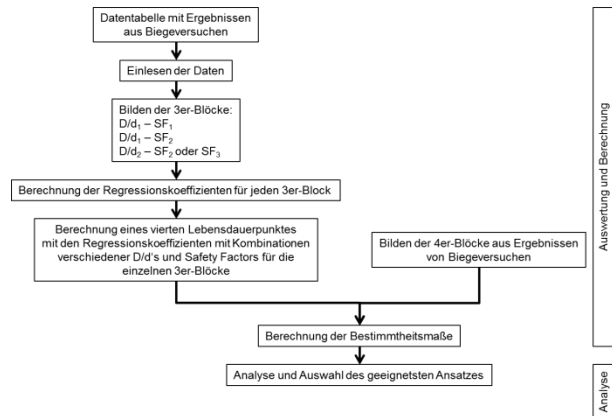 Datentabelle mit Ergebnissen
aus Biegeversuchen
Einlesen der Daten
Bilden der 3er-Blöcke:
D/d₁ – SF₁
D/d₁ – SF₂
D/d₂ – SF₂ oder SF₃
Berechnung der Regressionskoeffizienten für jeden 3er-Block
Berechnung eines vierten Lebensdauerpunktes
mit den Regressionskoeffizienten mit Kombinationen
verschiedener D/d's und Safety Factors für die
einzelnen 3er-Blöcke
Bilden der 4er-Blöcke aus Ergebnissen
von Biegeversuchen
Berechnung der Bestimmtheitsmaße
Analyse und Auswahl des geeignetsten Ansatzes
Auswertung und Berechnung
Analyse